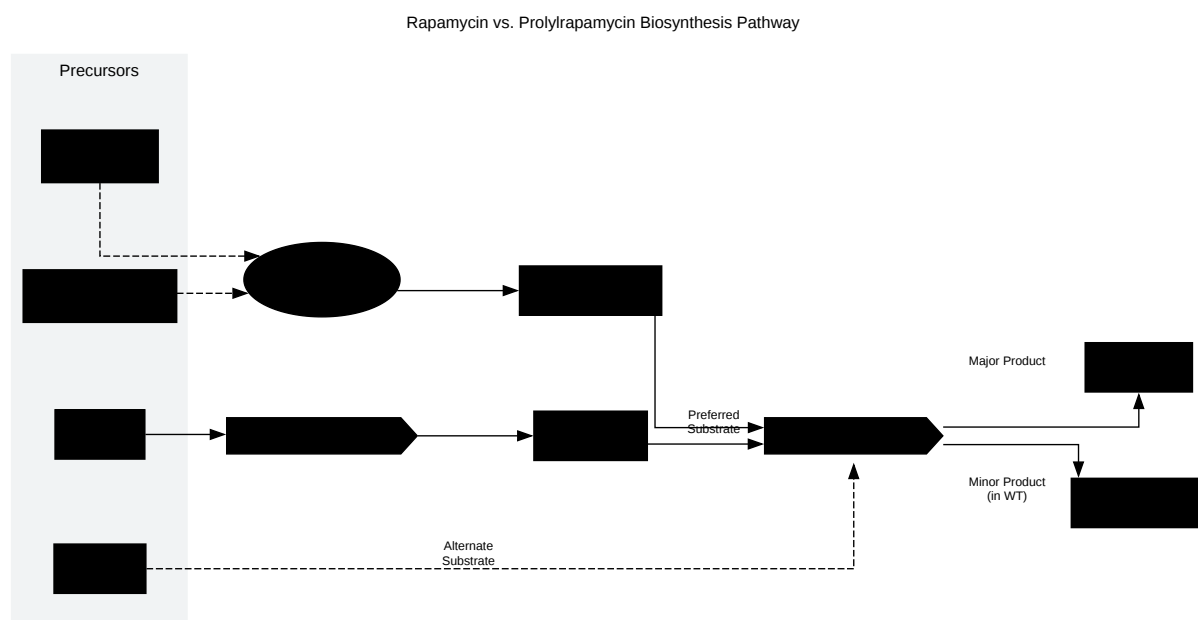 Rapamycin vs. Prolylrapamycin Biosynthesis Pathway
Precursors
Major Product
Preferred
Substrate
Minor Product
(in WT)
Alternate
Substrate